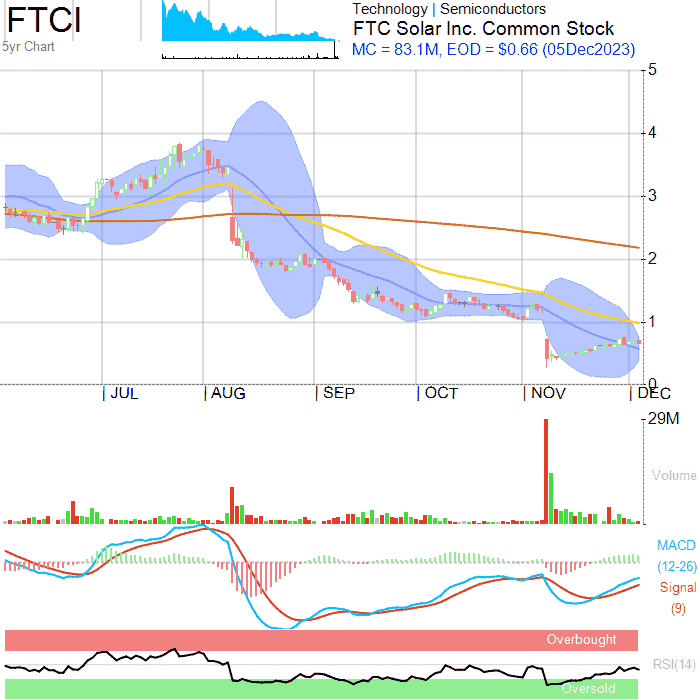 FTCI
5yr Chart
Technology | Semiconductors
FTC Solar Inc. Common Stock
MC = 83.1M, EOD = $0.66 (05Dec2023)
5
4
3
2
1
0
JUL
AUG
SEP
OCT
NOV
DEC
29M
Volume
MACD
(12-26)
Signal
(9)
Overbought
RSI(14)
Oversold